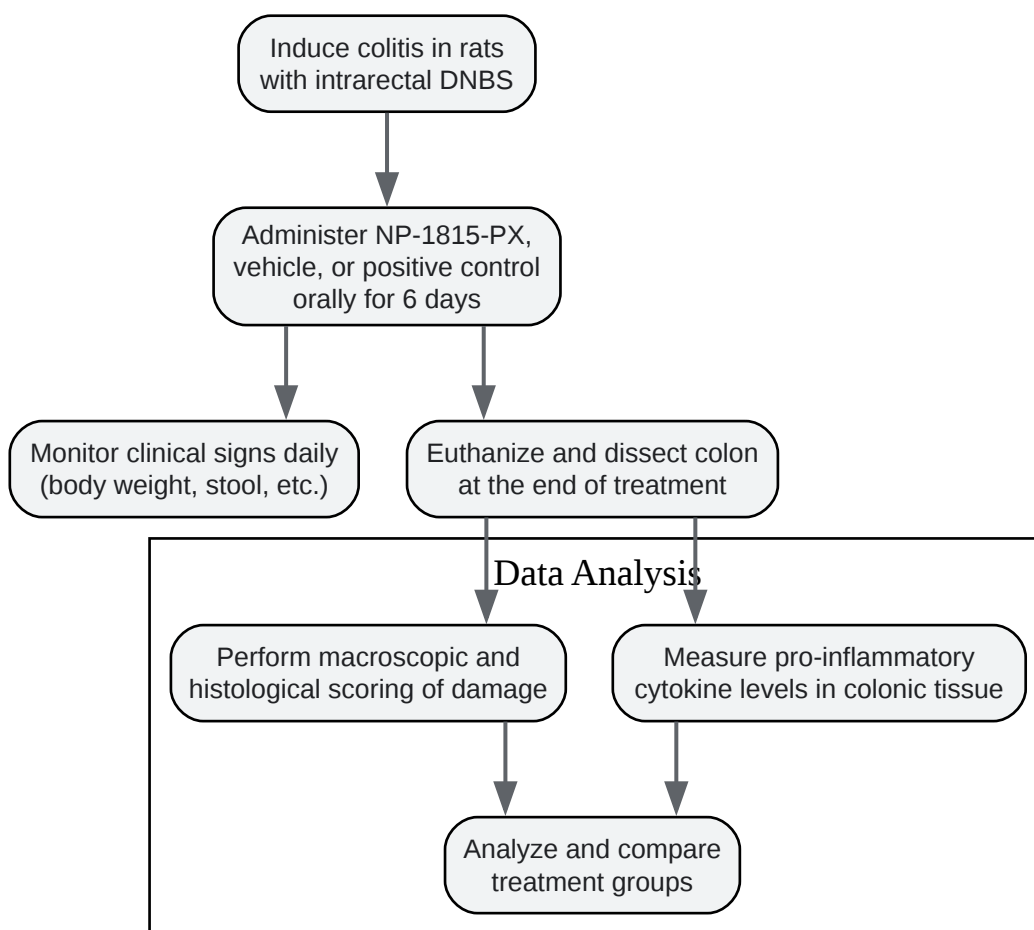 Induce colitis in rats
with intrarectal DNBS
Administer NP-1815-PX,
vehicle, or positive control
orally for 6 days
Monitor clinical signs daily
(body weight, stool, etc.)
Euthanize and dissect colon
at the end of treatment
Data Analysis
Perform macroscopic and
histological scoring of damage
Measure pro-inflammatory
cytokine levels in colonic tissue
Analyze and compare
treatment groups